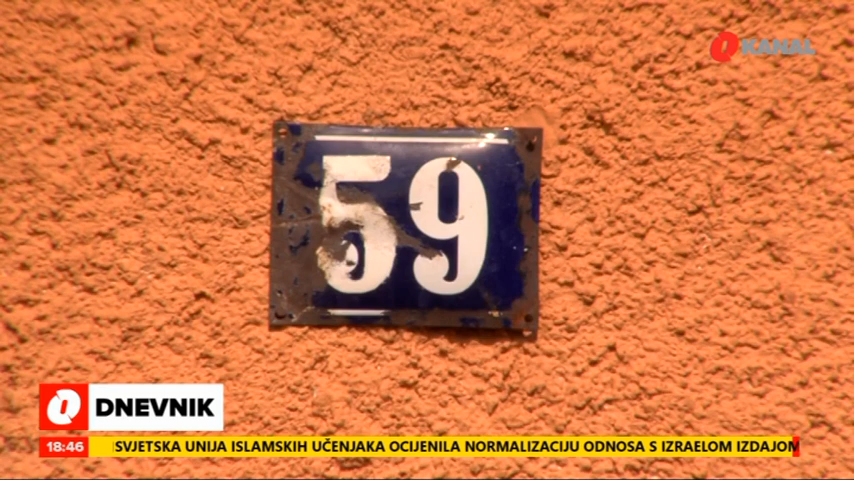 O KANAL
59
O DNEVNIK
18:46 SVJETSKA UNIJA ISLAMSKIH UČENJAKA OCIJENILA NORMALIZACIJU ODNOSA S IZRAELOM IZDAJOM